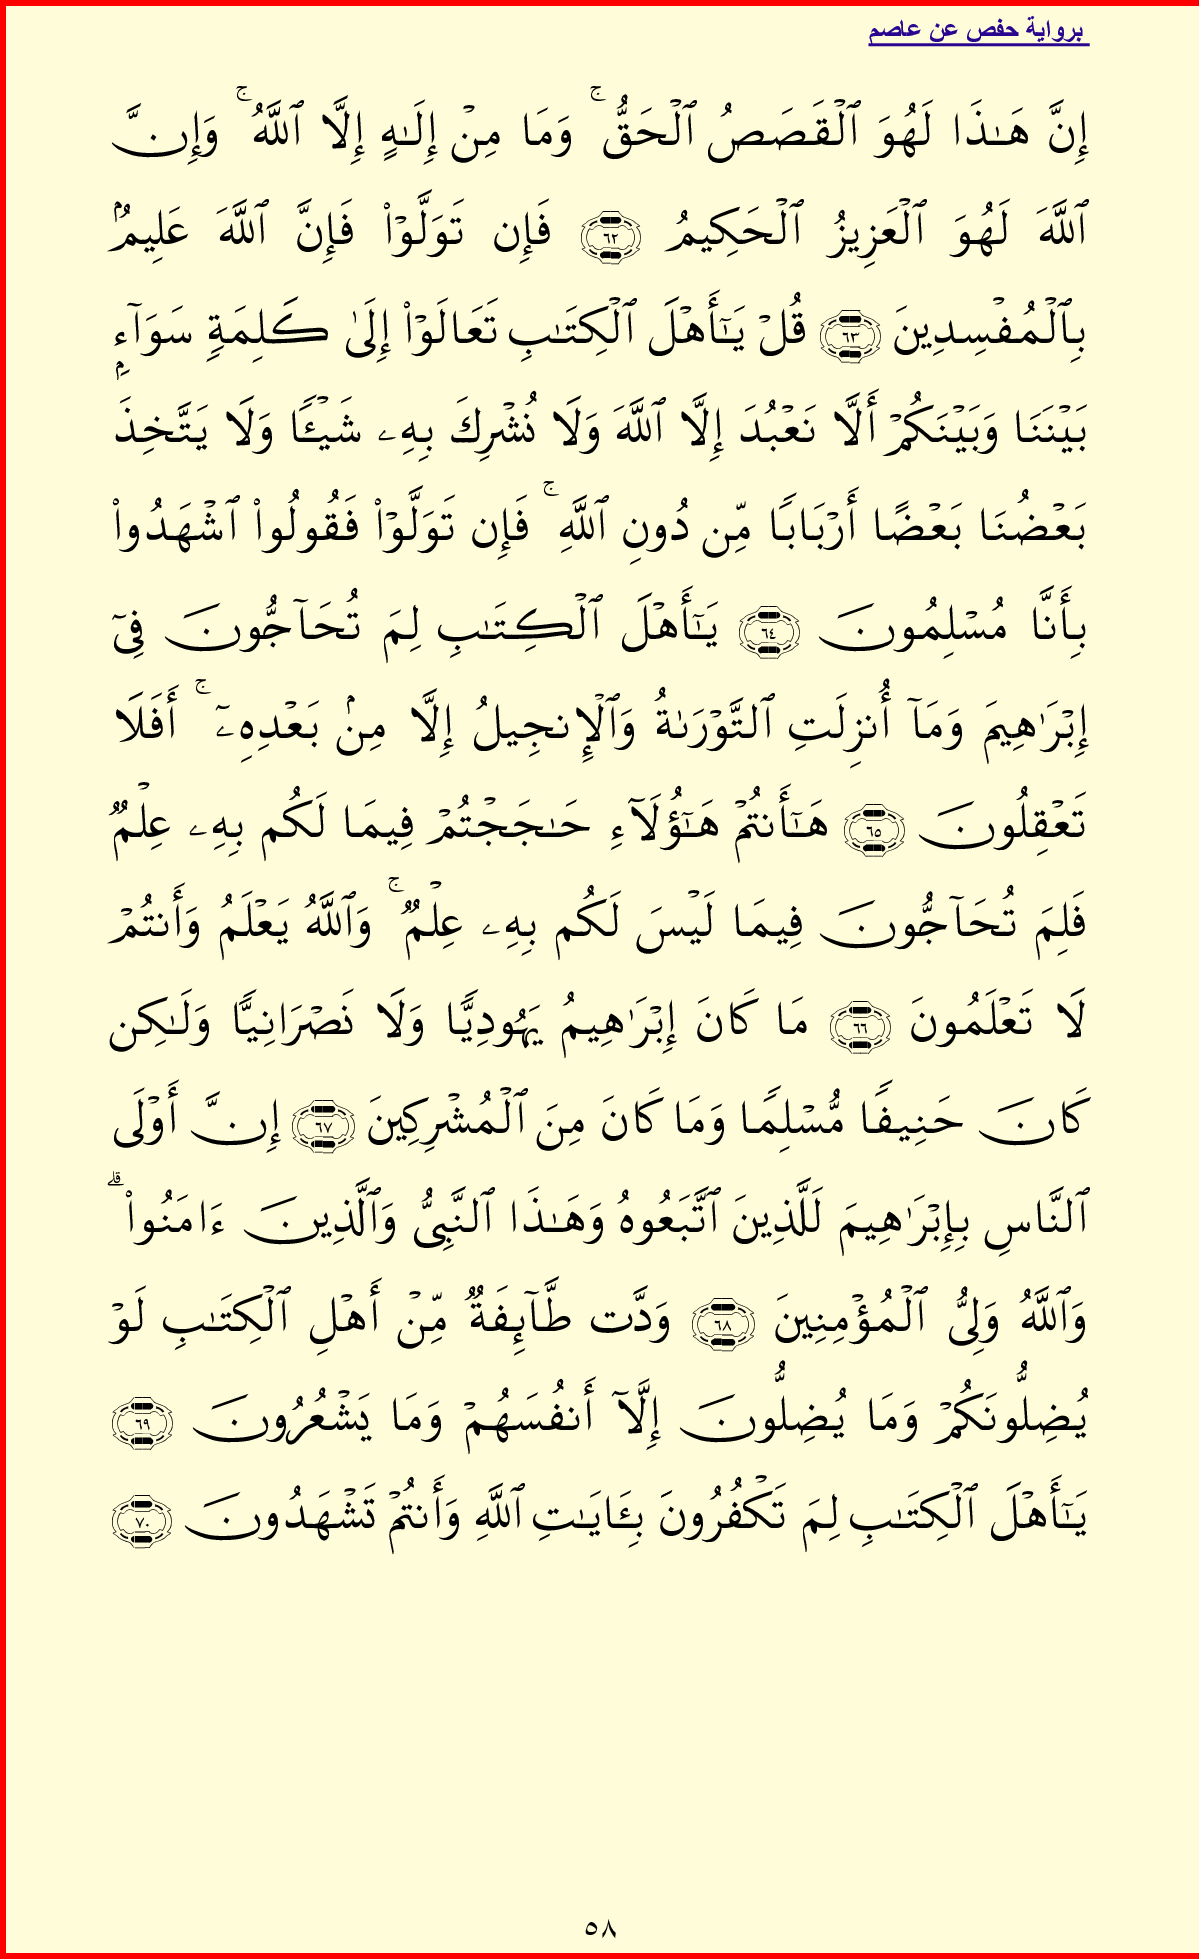 برواية حفص عن عاصم
إِنَّ هَـٰذَا لَهُوَ ٱلۡقَصَصُ ٱلۡحَقُّۚ وَمَا مِنۡ إِلَـٰهٍ إِلَّا ٱللَّهُۚ وَإِنَّ
ٱللَّهَ لَهُوَ ٱلۡعَزِيزُ ٱلۡحَكِيمُ ٦٢ فَإِن تَوَلَّوۡاْ فَإِنَّ ٱللَّهَ عَلِيمُۢ
بِٱلۡمُفۡسِدِينَ ٦٣ قُلۡ يَـٰٓأَهۡلَ ٱلۡكِتَـٰبِ تَعَالَوۡاْ إِلَىٰ كَلِمَةٖ سَوَآءِۭ
بَيۡنَنَا وَبَيۡنَكُمۡ أَلَّا نَعۡبُدَ إِلَّا ٱللَّهَ وَلَا نُشۡرِكَ بِهِۦ شَيۡـٔٗا وَلَا يَتَّخِذَ
بَعۡضُنَا بَعۡضًا أَرۡبَابٗا مِّن دُونِ ٱللَّهِۚ فَإِن تَوَلَّوۡاْ فَقُولُواْ ٱشۡهَدُواْ
بِأَنَّا مُسۡلِمُونَ ٦٤ يَـٰٓأَهۡلَ ٱلۡكِتَـٰبِ لِمَ تُحَآجُّونَ فِيٓ
إِبۡرَٰهِيمَ وَمَآ أُنزِلَتِ ٱلتَّوۡرَىٰةُ وَٱلۡإِنجِيلُ إِلَّا مِنۢ بَعۡدِهِۦٓۚ أَفَلَا
تَعۡقِلُونَ ٦٥ هَـٰٓأَنتُمۡ هَـٰٓؤُلَآءِ حَـٰجَجۡتُمۡ فِيمَا لَكُم بِهِۦ عِلۡمٞ
فَلِمَ تُحَآجُّونَ فِيمَا لَيۡسَ لَكُم بِهِۦ عِلۡمٞۚ وَٱللَّهُ يَعۡلَمُ وَأَنتُمۡ
لَا تَعۡلَمُونَ ٦٦ مَا كَانَ إِبۡرَٰهِيمُ يَهُودِيّٗا وَلَا نَصۡرَانِيّٗا وَلَـٰكِن
كَانَ حَنِيفٗا مُّسۡلِمٗا وَمَا كَانَ مِنَ ٱلۡمُشۡرِكِينَ ٦٧ إِنَّ أَوۡلَى
ٱلنَّاسِ بِإِبۡرَٰهِيمَ لَلَّذِينَ ٱتَّبَعُوهُ وَهَـٰذَا ٱلنَّبِيُّ وَٱلَّذِينَ ءَامَنُواْۗ
وَٱللَّهُ وَلِيُّ ٱلۡمُؤۡمِنِينَ ٦٨ وَدَّت طَّآئِفَةٞ مِّنۡ أَهۡلِ ٱلۡكِتَـٰبِ لَوۡ
يُضِلُّونَكُمۡ وَمَا يُضِلُّونَ إِلَّآ أَنفُسَهُمۡ وَمَا يَشۡعُرُونَ ٦٩
يَـٰٓأَهۡلَ ٱلۡكِتَـٰبِ لِمَ تَكۡفُرُونَ بِـَٔايَـٰتِ ٱللَّهِ وَأَنتُمۡ تَشۡهَدُونَ ٧٠
٥٨